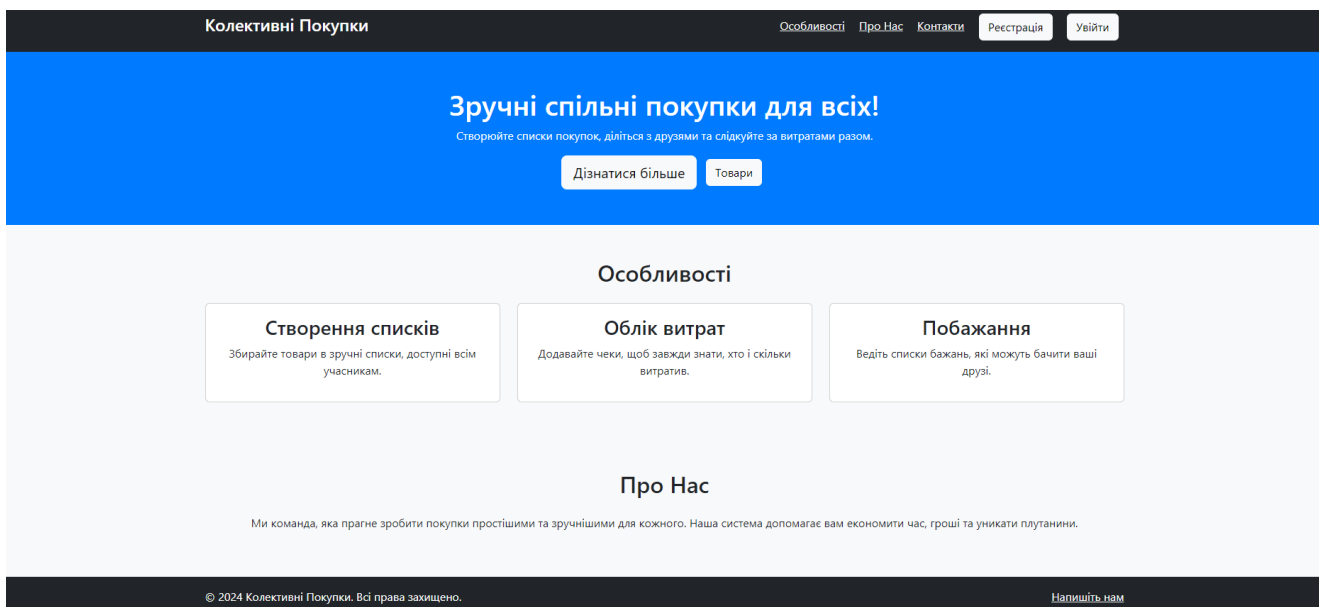 Колективні Покупки
Особливості Про Нас Контакти Реєстрація Увійти
Зручні спільні покупки для всіх!
Створюйте списки покупок, діліться з друзями та слідкуйте за витратами разом.
Дізнатися більше Товари
Особливості
Створення списків
Збирайте товари в зручні списки, доступні всім
учасникам.
Облік витрат
Додавайте чеки, щоб завжди знати, хто і скільки
витратив.
Побажання
Ведіть списки бажань, які можуть бачити ваші
друзі.
Про Нас
Ми команда, яка прагне зробити покупки простішими та зручнішими для кожного. Наша система допомагає вам економити час, гроші та уникати плутанини.
© 2024 Колективні Покупки. Всі права захищено.
Напишіть нам